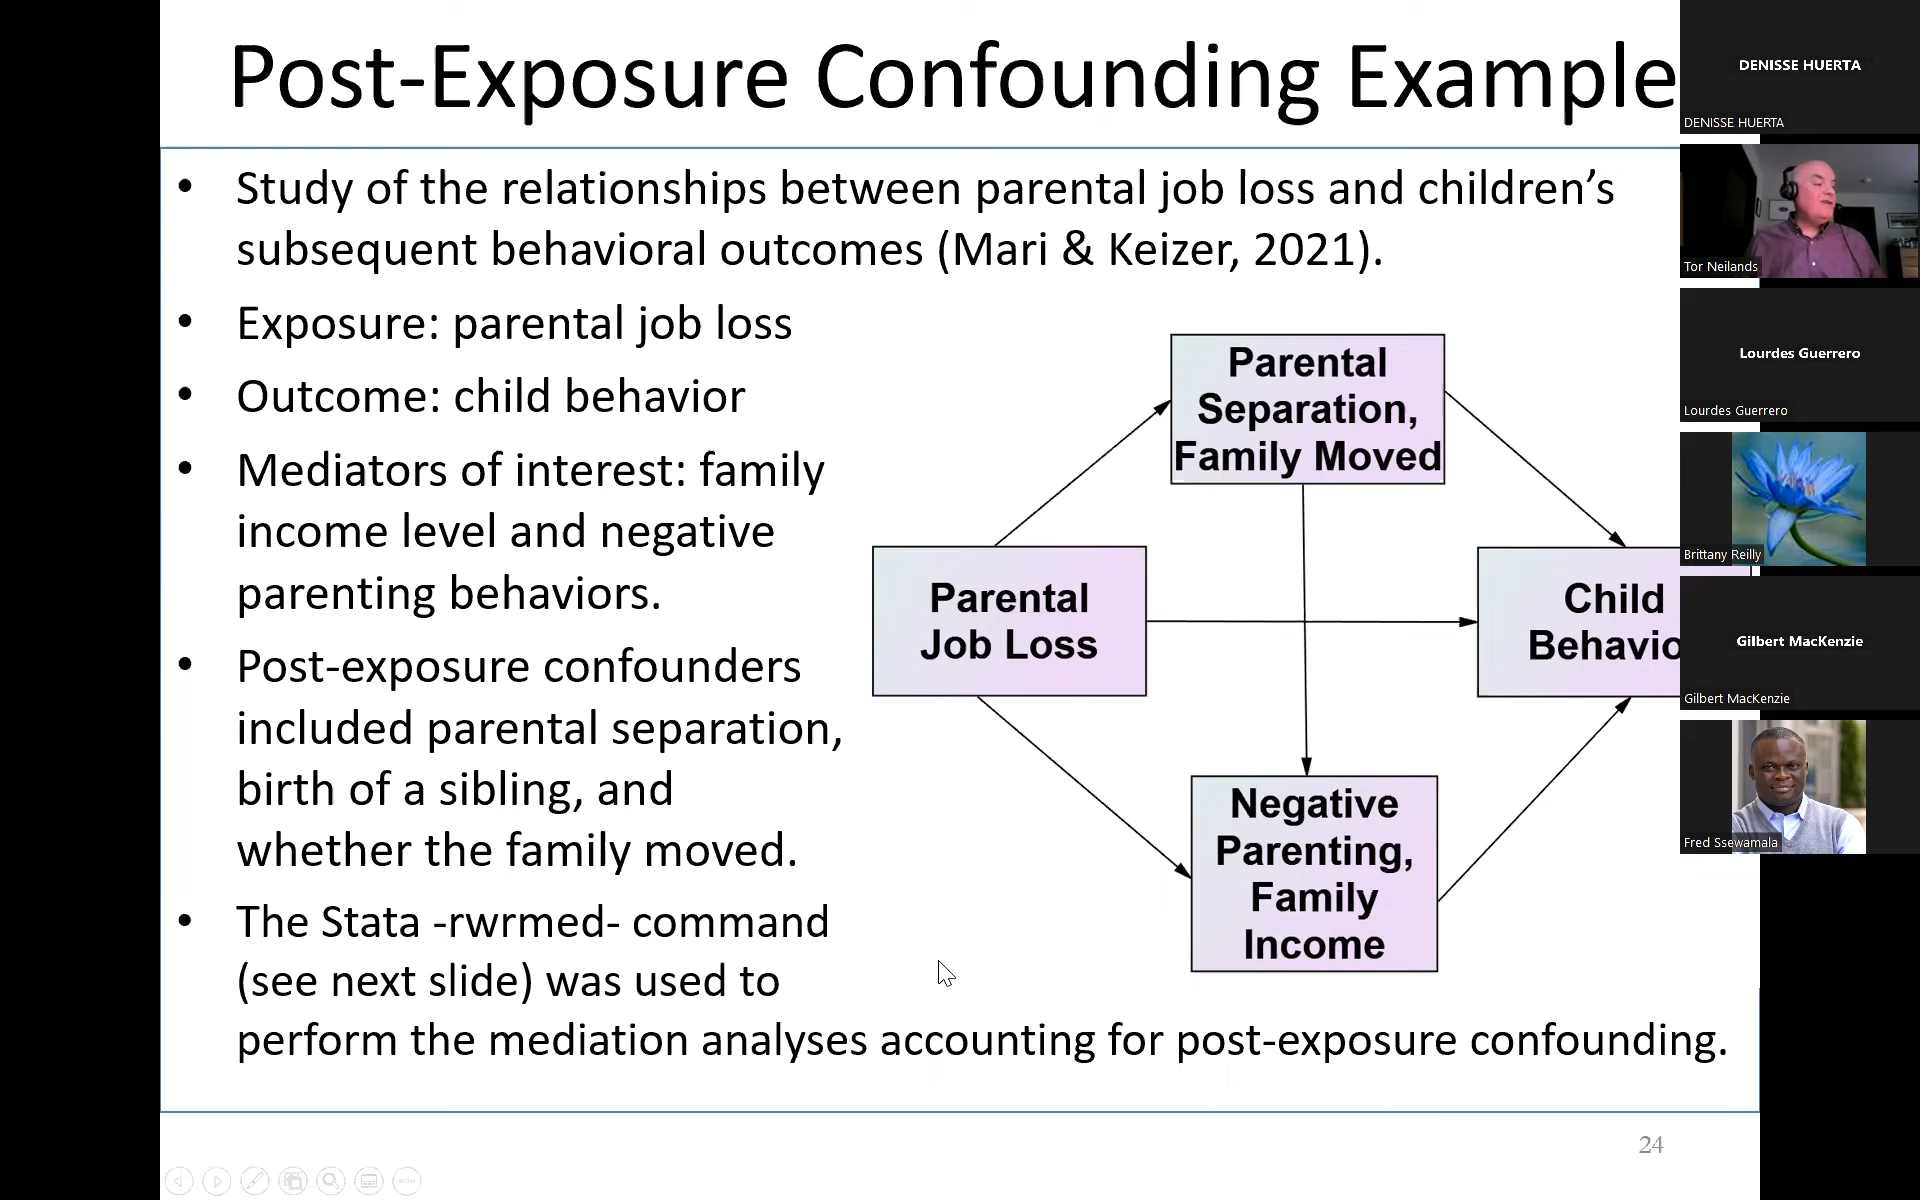 Post-Exposure Confounding Example
• Study of the relationships between parental job loss and children’s
subsequent behavioral outcomes (Mari & Keizer, 2021).
• Exposure: parental job loss
• Outcome: child behavior
• Mediators of interest: family
income level and negative
parenting behaviors.
• Post-exposure confounders
included parental separation,
birth of a sibling, and
whether the family moved.
• The Stata -rwrmed- command
(see next slide) was used to
perform the mediation analyses accounting for post-exposure confounding.
Parental
Separation,
Family Moved
Parental
Job Loss
Child
Behavio
Negative
Parenting,
Family
Income
24
DENISSE HUERTA
DENISSE HUERTA
Tor Neilands
Lourdes Guerrero
Lourdes Guerrero
Brittany Reilly
Gilbert MacKenzie
Gilbert MacKenzie
Fred Ssewamala